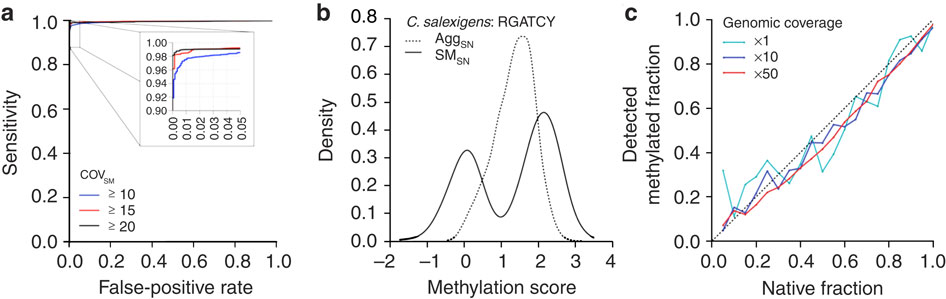 a
Sensitivity
1.0
0.8
0.6
0.4
0.2
0.0
1.00
0.98
0.96
0.94
0.92
0.90
0.00
0.01
0.02
0.03
0.04
0.05
COVSM
≥ 10
≥ 15
≥ 20
0.0 0.2 0.4 0.6 0.8 1.0
False-positive rate
b
C. salexigens: RGATCY
AggSN
SMSN
Density
0.8
0.7
0.6
0.5
0.4
0.3
0.2
0.1
0.0
−2 −1 0 1 2 3 4
Methylation score
c
Genomic coverage
×1
×10
×50
Detected
methylated fraction
1.0
0.8
0.6
0.4
0.2
0.0
0.0 0.2 0.4 0.6 0.8 1.0
Native fraction